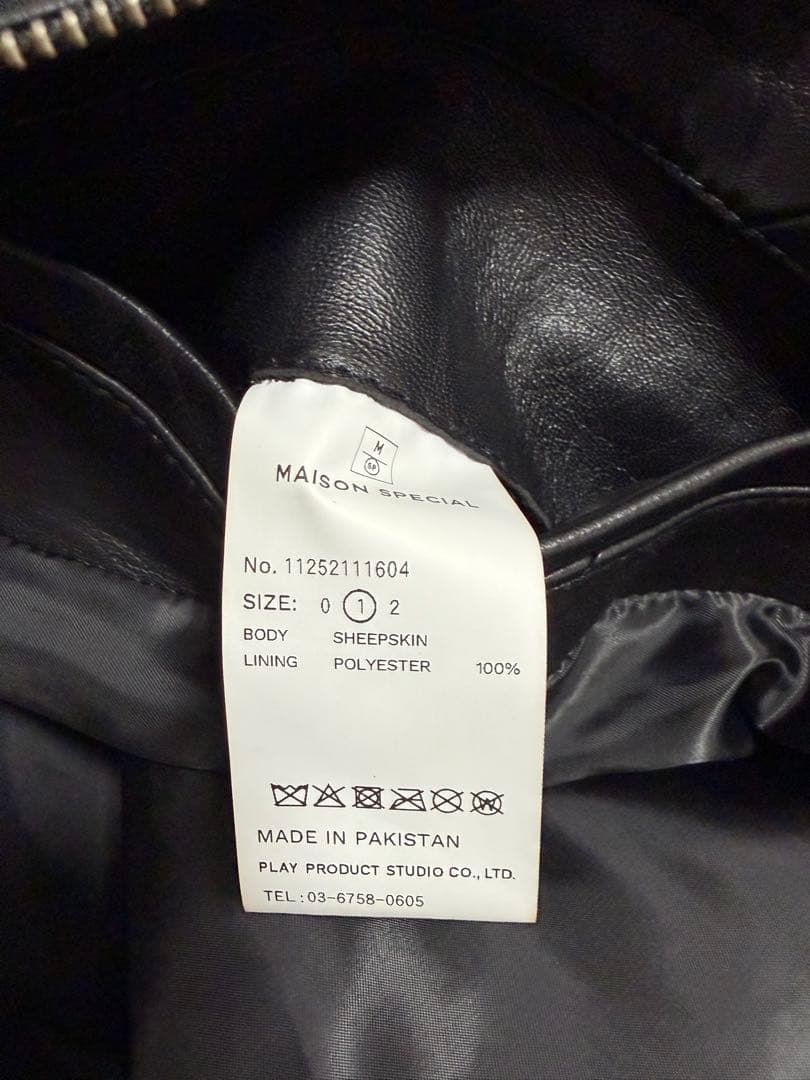 M
SP
MAISON SPECIAL
No. 11252111604
SIZE: 0 1 2
BODY SHEEPSKIN
LINING POLYESTER 100%
W
MADE IN PAKISTAN
PLAY PRODUCT STUDIO CO., LTD.
TEL:03-6758-0605